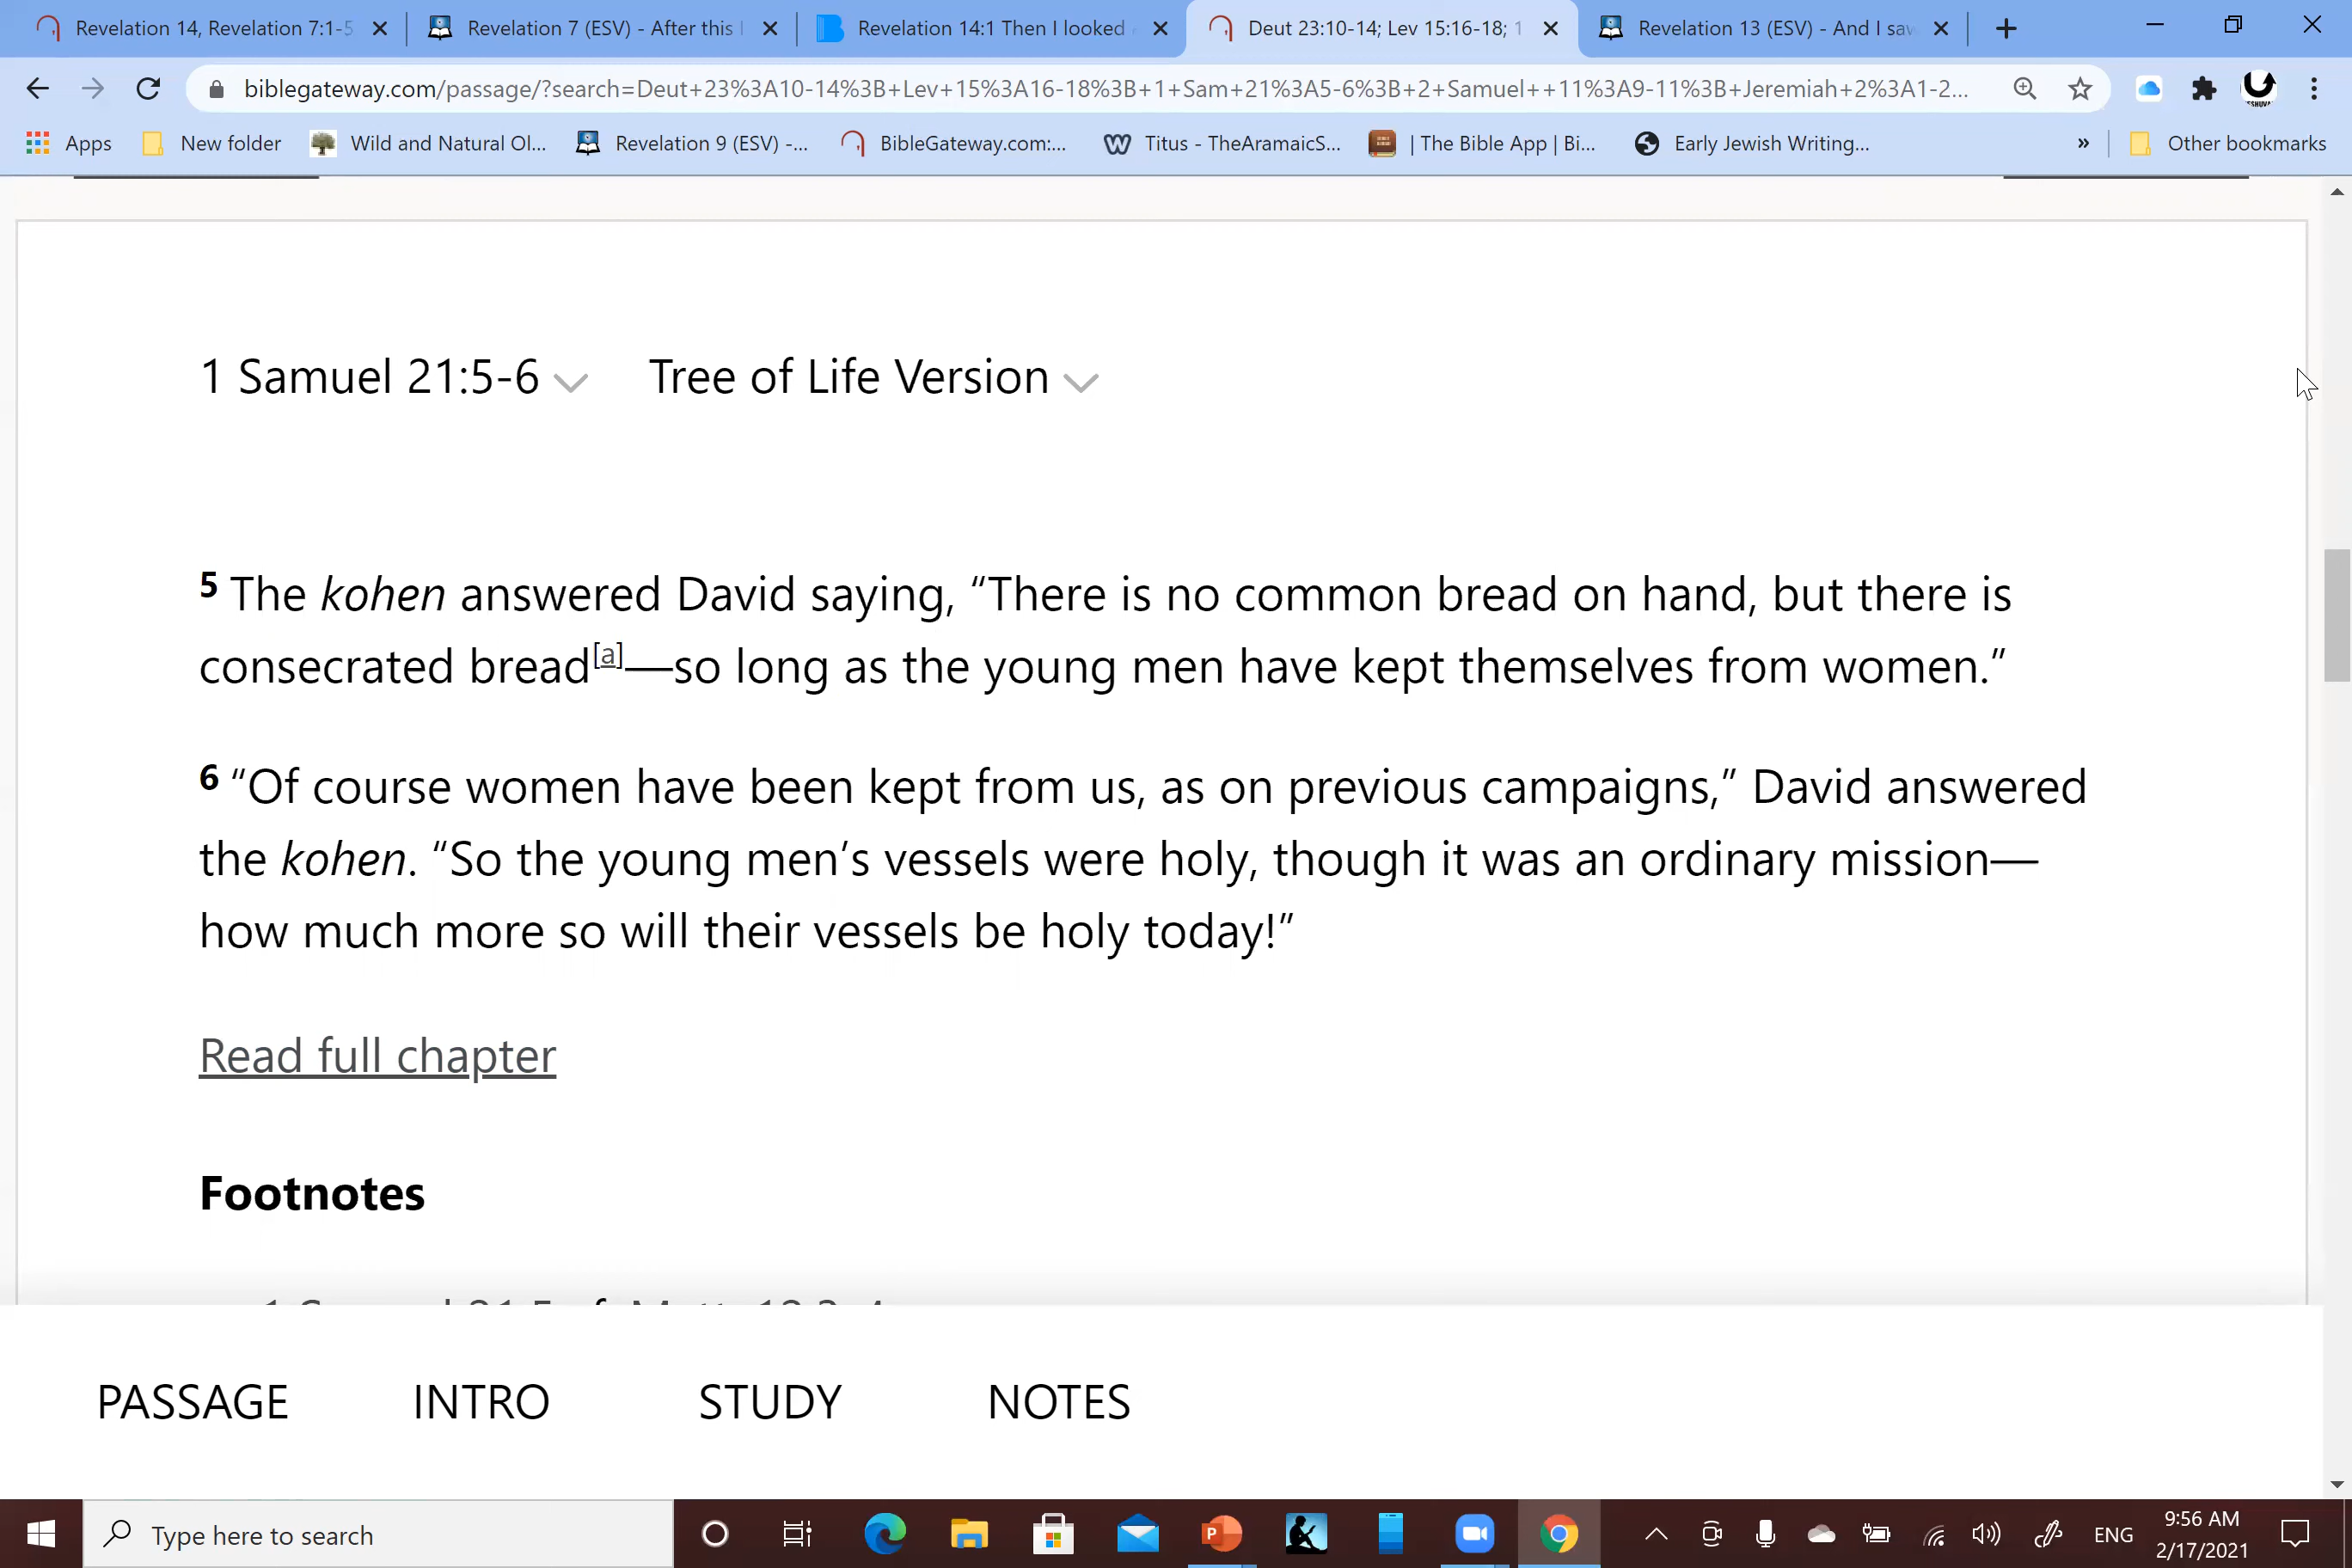 Revelation 14, Revelation 7:1-5
Revelation 7 (ESV) - After this I
Revelation 14:1 Then I looked
Deut 23:10-14; Lev 15:16-18; 1
Revelation 13 (ESV) - And I saw
biblegateway.com/passage/?search=Deut+23%3A10-14%3B+Lev+15%3A16-18%3B+1+Sam+21%3A5-6%3B+2+Samuel++11%3A9-11%3B+Jeremiah+2%3A1-2...
Apps
New folder
Wild and Natural Ol...
Revelation 9 (ESV) -...
BibleGateway.com:...
Titus - TheAramaicS...
| The Bible App | Bi...
Early Jewish Writing...
»
Other bookmarks
1 Samuel 21:5-6 Tree of Life Version
5 The kohen answered David saying, “There is no common bread on hand, but there is
consecrated bread[a]—so long as the young men have kept themselves from women.”
6 “Of course women have been kept from us, as on previous campaigns,” David answered
the kohen. “So the young men’s vessels were holy, though it was an ordinary mission—
how much more so will their vessels be holy today!”
Read full chapter
Footnotes
PASSAGE INTRO STUDY NOTES
Type here to search
ENG
9:56 AM
2/17/2021